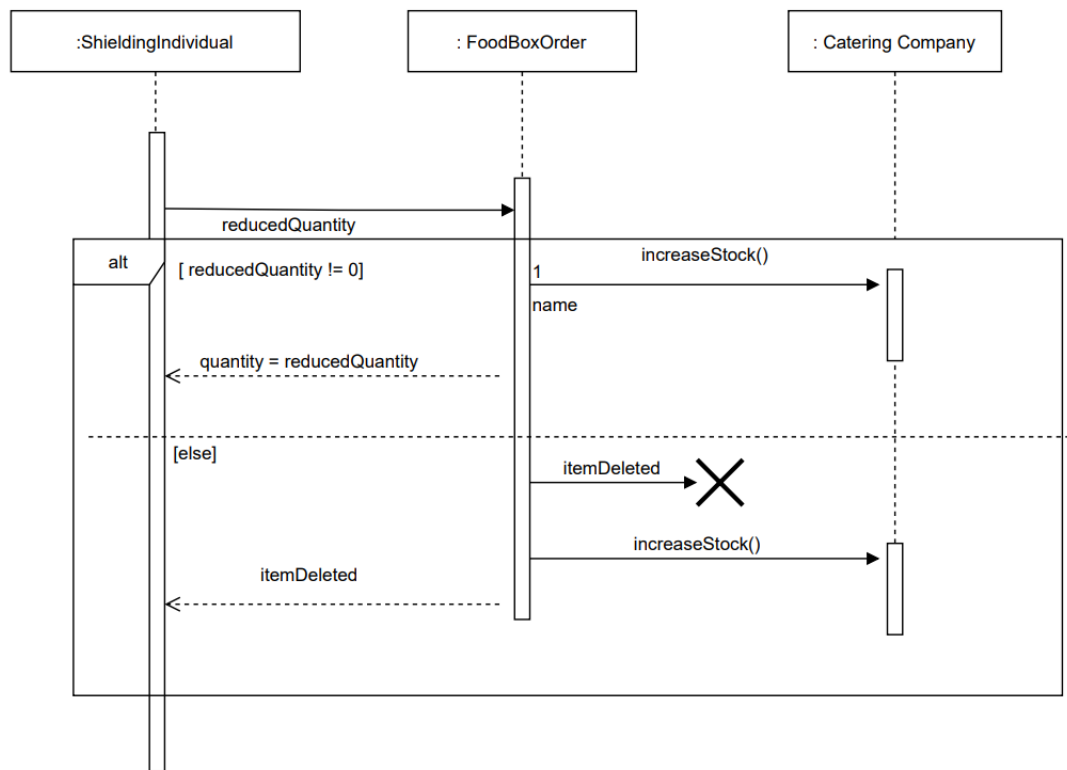 :ShieldingIndividual
: FoodBoxOrder
: Catering Company
reducedQuantity
alt
[ reducedQuantity != 0]
increaseStock()
1
name
quantity = reducedQuantity
[else]
itemDeleted
increaseStock()
itemDeleted